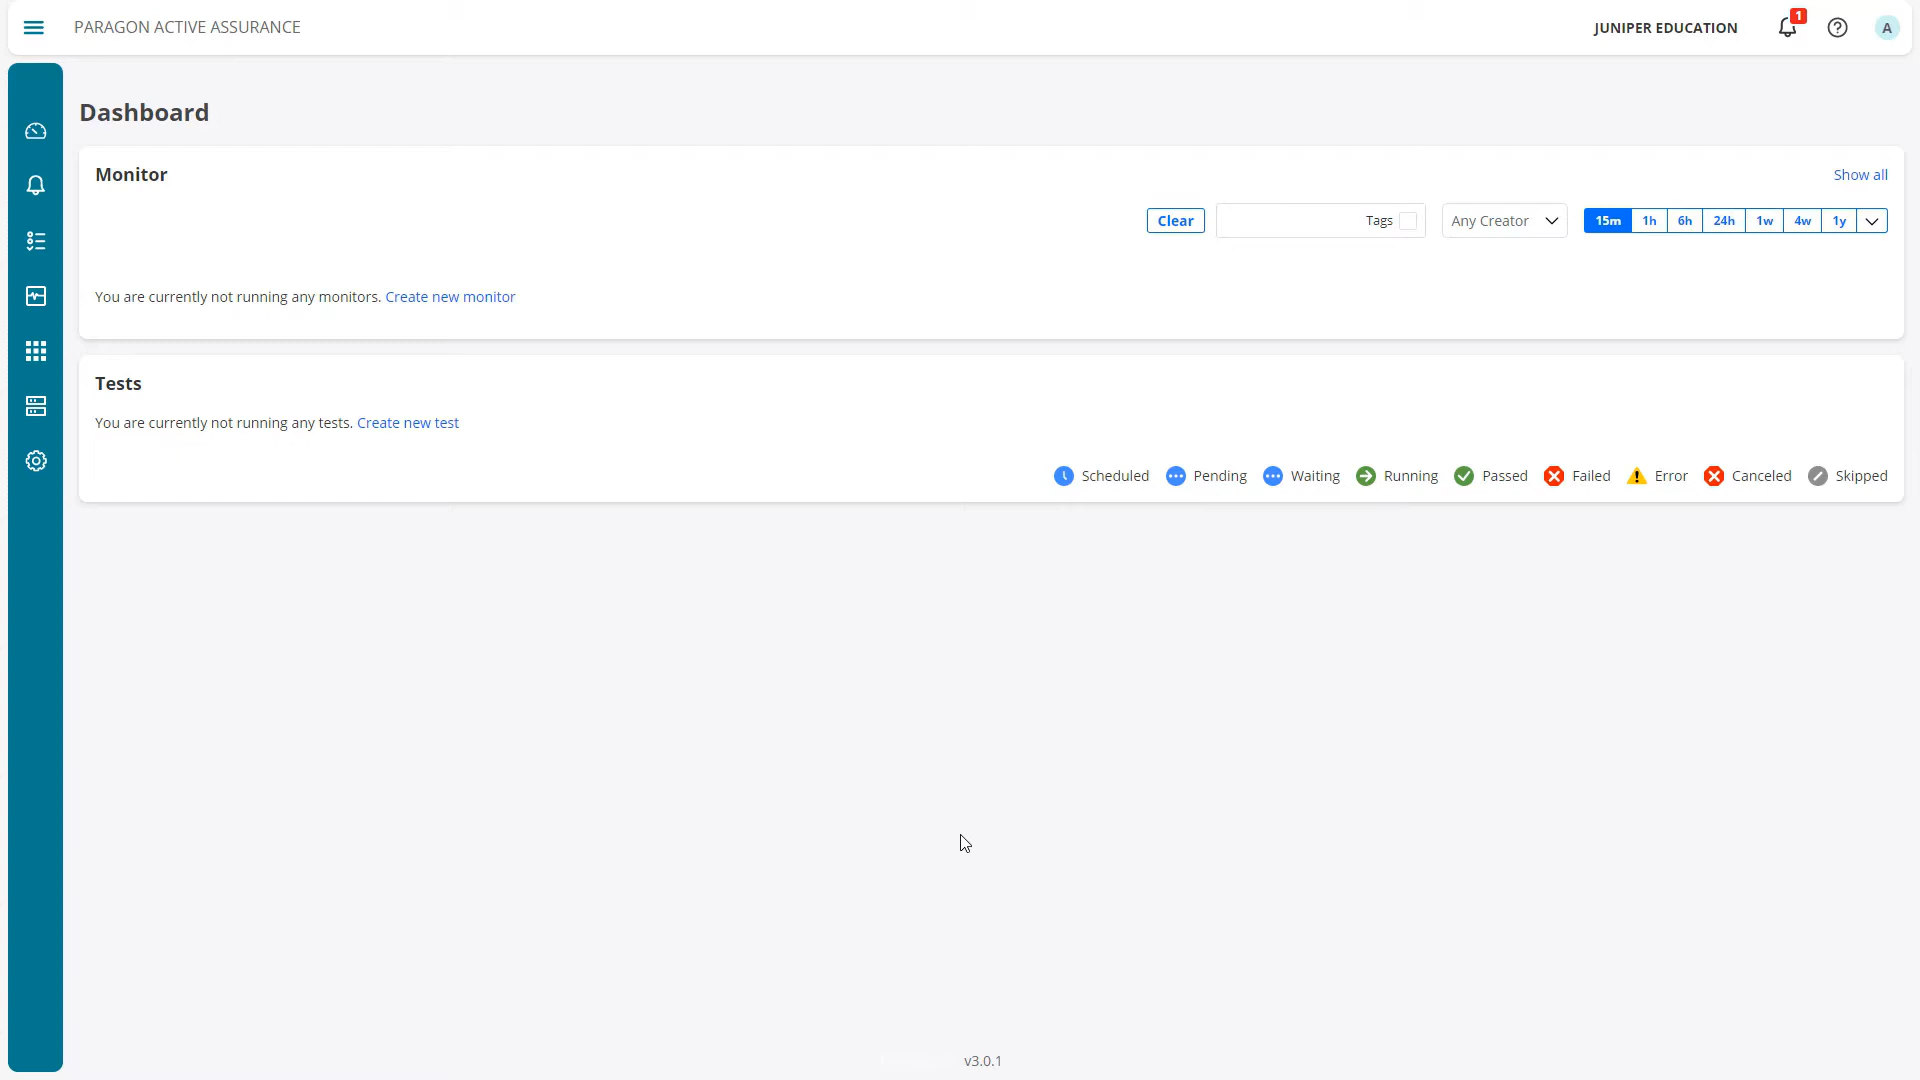 PARAGON ACTIVE ASSURANCE
JUNIPER EDUCATION
1
A
Dashboard
Monitor
Show all
Clear
Tags
Any Creator
15m 1h 6h 24h 1w 4w 1y
You are currently not running any monitors. Create new monitor
Tests
You are currently not running any tests. Create new test
Scheduled Pending Waiting Running Passed Failed Error Canceled Skipped
v3.0.1